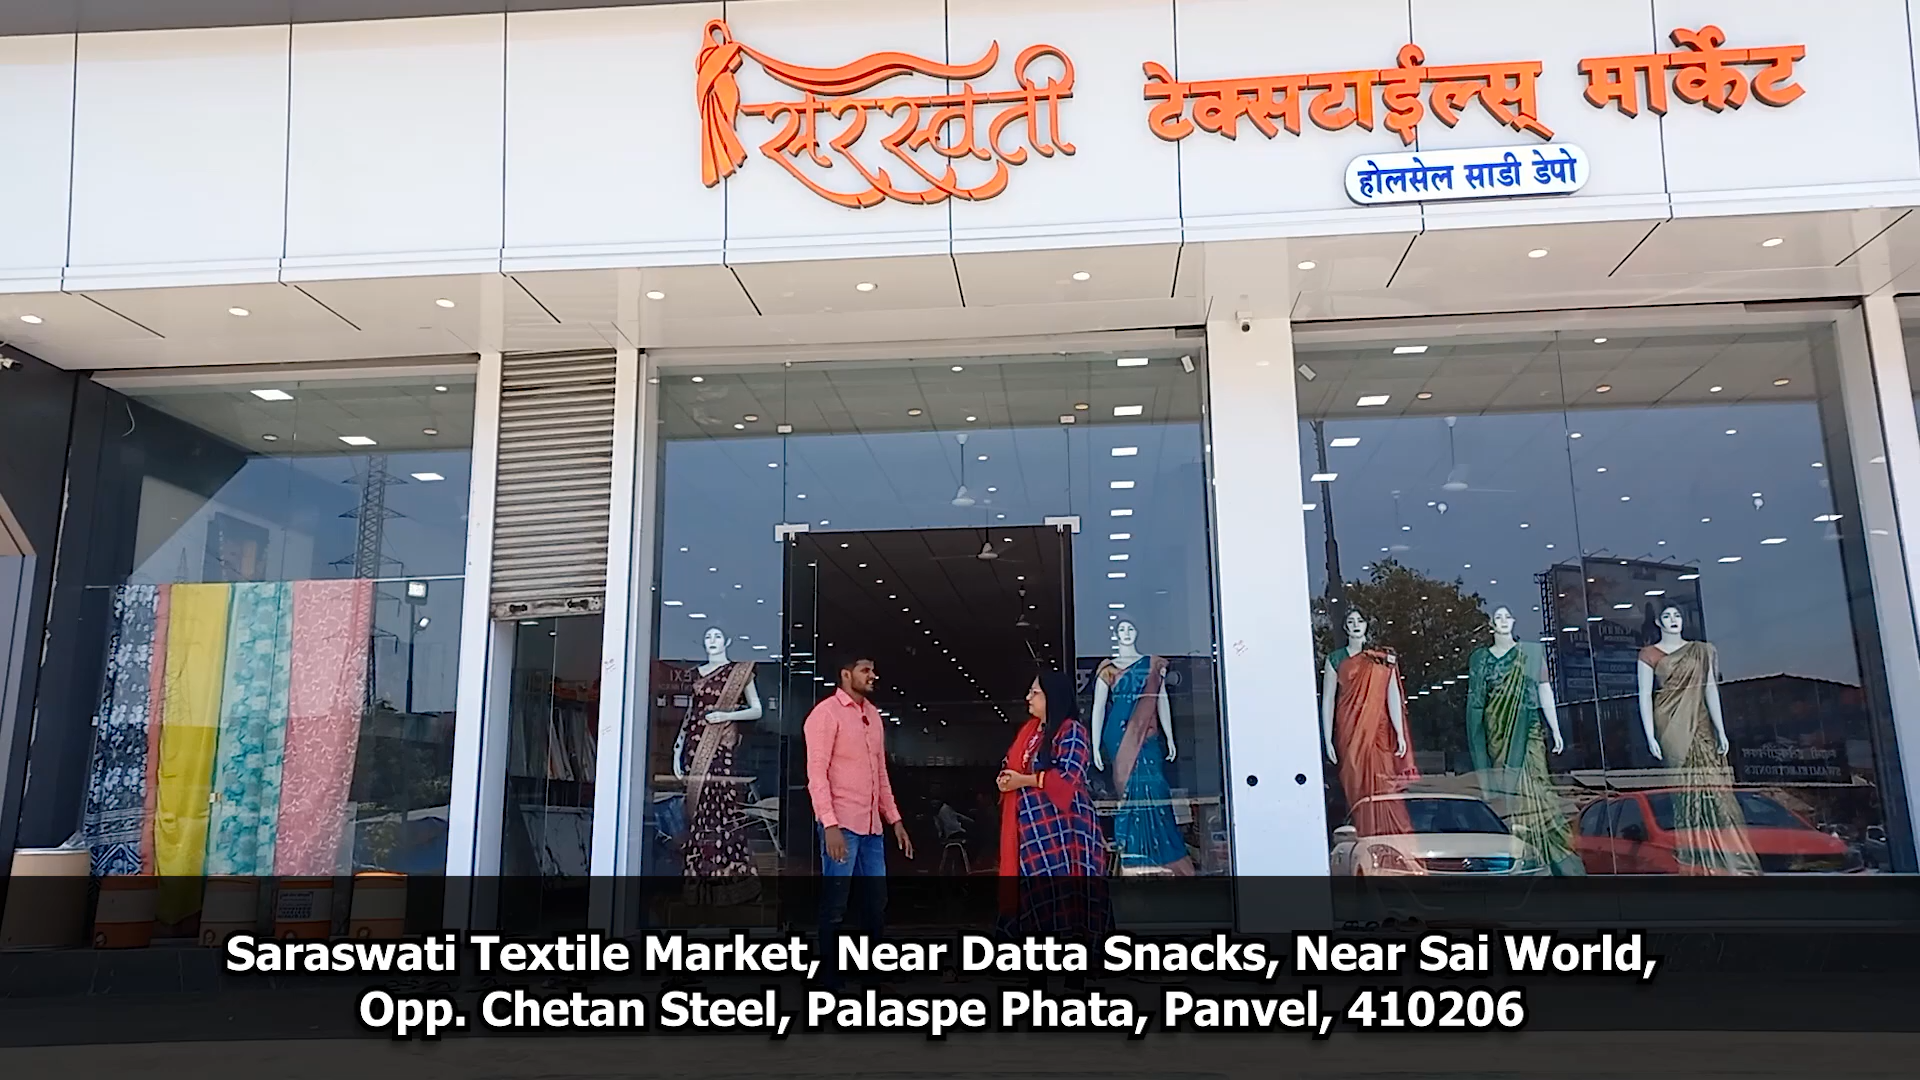 सरस्वती टेक्सटाईल्स् मार्केट
होलसेल साडी डेपो
Saraswati Textile Market, Near Datta Snacks, Near Sai World,
Opp. Chetan Steel, Palaspe Phata, Panvel, 410206